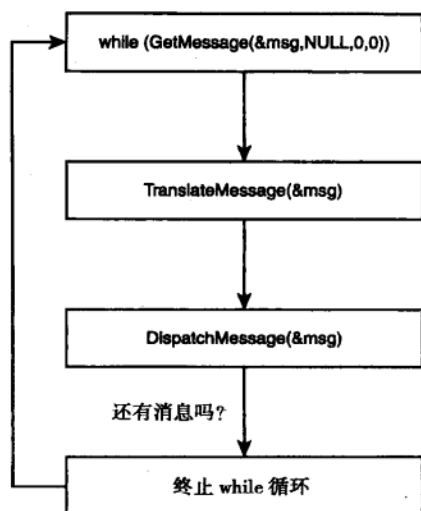 while (GetMessage(&msg,NULL,0,0))
TranslateMessage(&msg)
DispatchMessage(&msg)
还有消息吗?
终止 while 循环